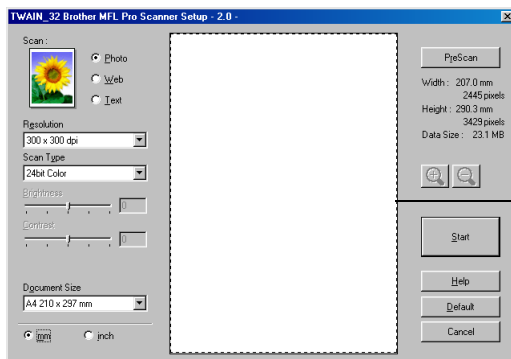 TWAIN_32 Brother MFL Pro Scanner Setup - 2.0 -
Scan :
Photo
Web
Text
Resolution
300 x 300 dpi
Scan Type
24bit Color
Brightness
0
Contrast
0
Document Size
A4 210 x 297 mm
mm
inch
PreScan
Width : 207.0 mm
2445 pixels
Height : 290.3 mm
3429 pixels
Data Size : 23.1 MB
Start
Help
Default
Cancel